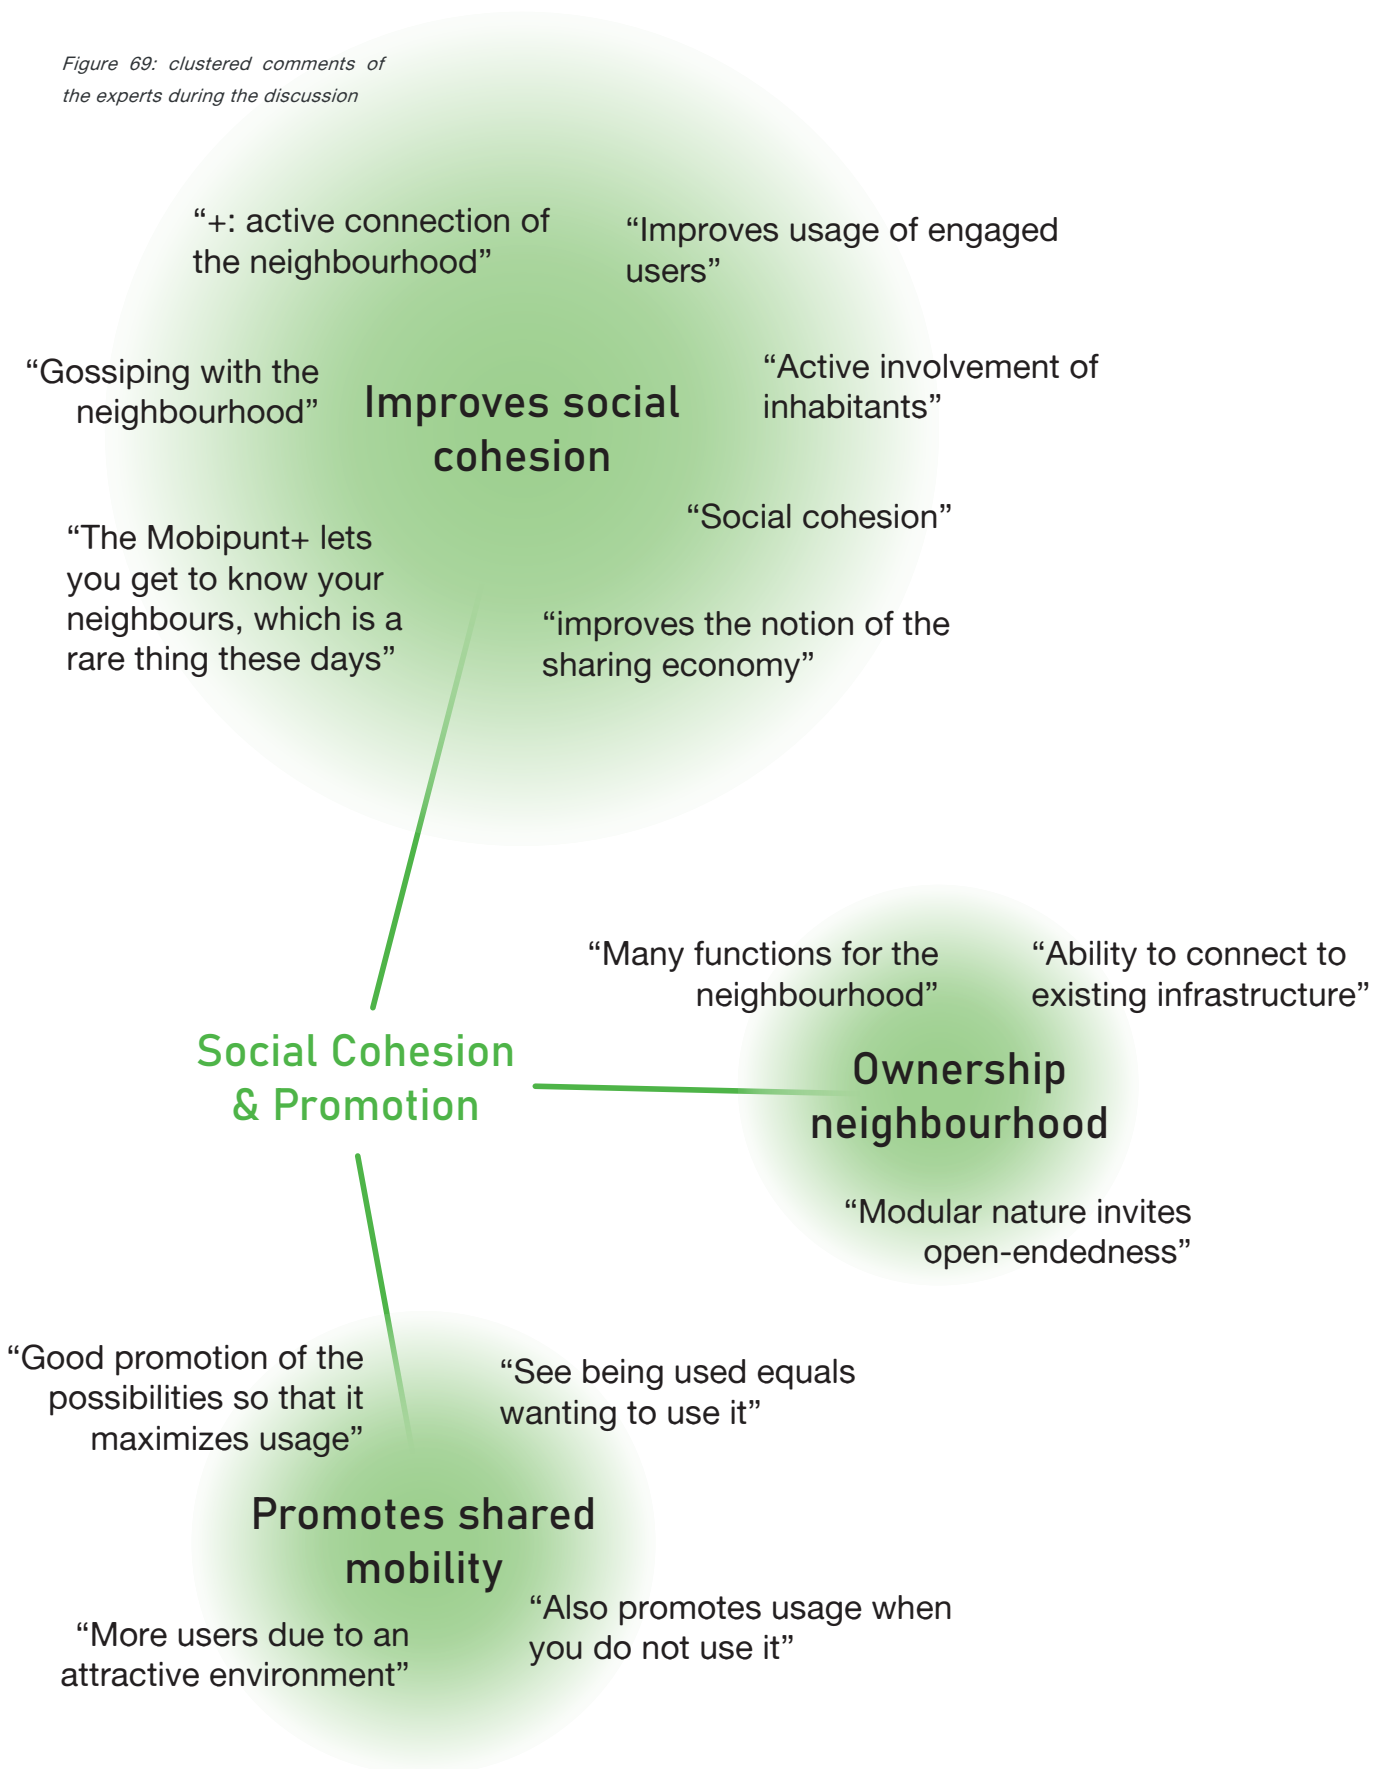 Figure 69: clustered comments of
the experts during the discussion
“+: active connection of
the neighbourhood”
“Improves usage of engaged
users”
“Gossiping with the
neighbourhood”
Improves social
cohesion
“Active involvement of
inhabitants”
“Social cohesion”
“The Mobipunt+ lets
you get to know your
neighbours, which is a
rare thing these days”
“improves the notion of the
sharing economy”
“Many functions for the
neighbourhood”
“Ability to connect to
existing infrastructure”
Social Cohesion
& Promotion
Ownership
neighbourhood
“Modular nature invites
open-endedness”
“Good promotion of the
possibilities so that it
maximizes usage”
“See being used equals
wanting to use it”
Promotes shared
mobility
“Also promotes usage when
you do not use it”
“More users due to an
attractive environment”